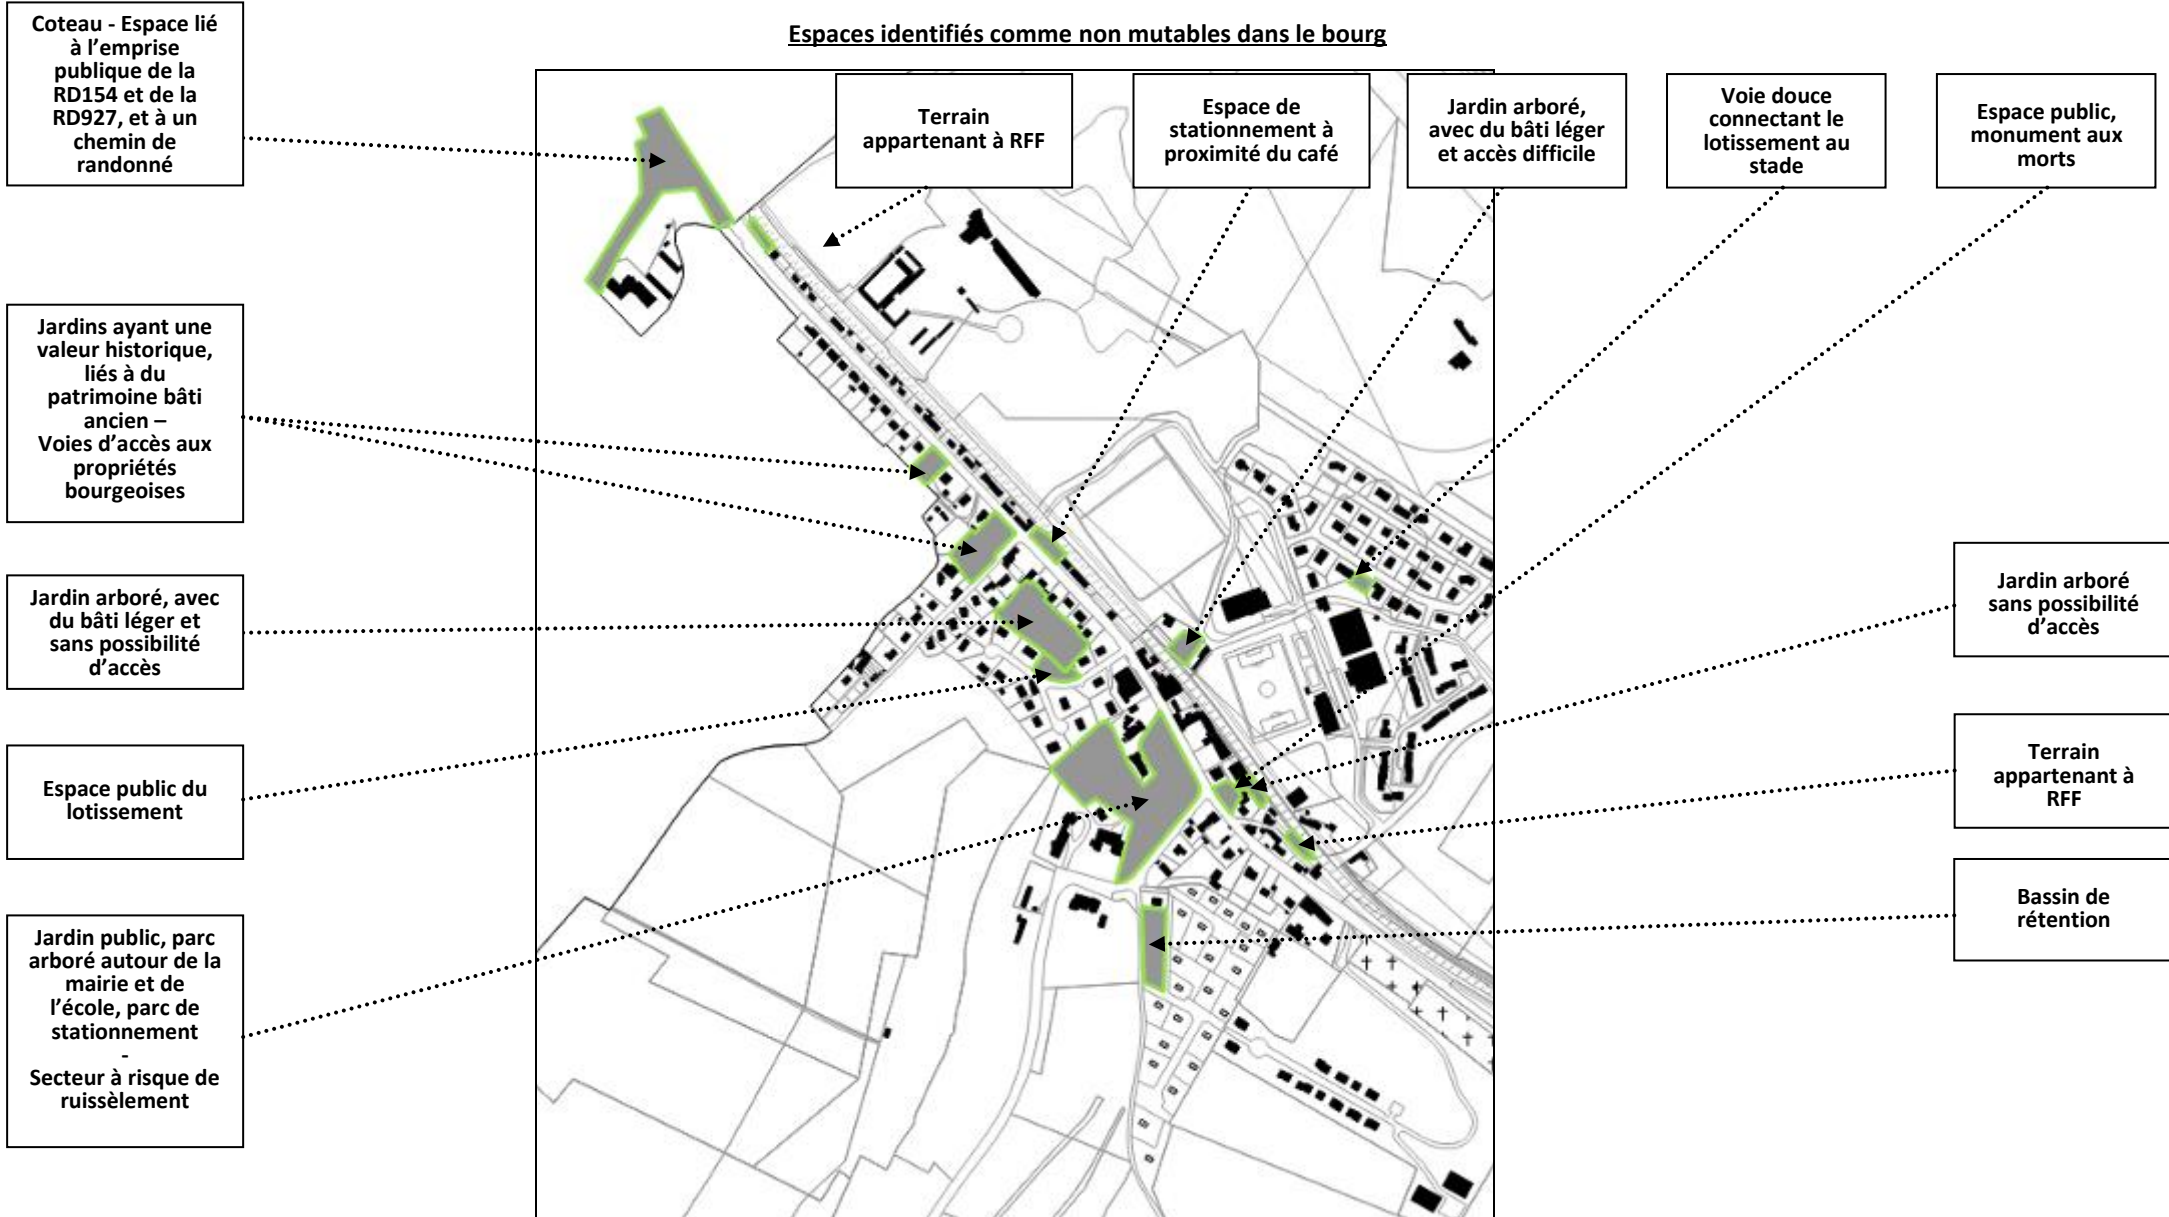 Espaces identifiés comme non mutables dans le bourg
Coteau - Espace lié
à l’emprise
publique de la
RD154 et de la
RD927, et à un
chemin de
randonné
Terrain
appartenant à RFF
Espace de
stationnement à
proximité du café
Jardin arboré,
avec du bâti léger
et accès difficile
Voie douce
connectant le
lotissement au
stade
Espace public,
monument aux
morts
Jardins ayant une
valeur historique,
liés à du
patrimoine bâti
ancien –
Voies d’accès aux
propriétés
bourgeoises
Jardin arboré, avec
du bâti léger et
sans possibilité
d’accès
Espace public du
lotissement
Jardin public, parc
arboré autour de la
mairie et de
l’école, parc de
stationnement
-
Secteur à risque de
ruissèlement
Jardin arboré
sans possibilité
d’accès
Terrain
appartenant à
RFF
Bassin de
rétention